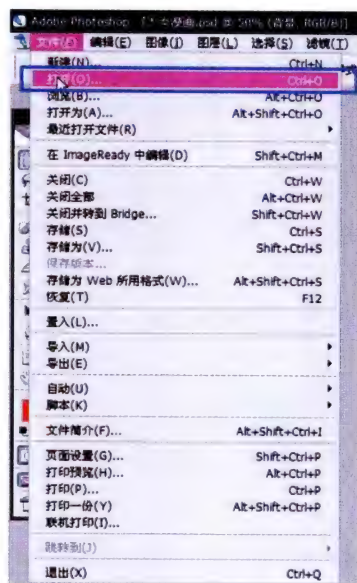 Adobe Photoshop
文件(F) 编辑(E) 图像(I) 图层(L) 选择(S) 滤镜(T)
新建(N)... Ctrl+N
打开(O)... Ctrl+O
浏览(B)... Alt+Ctrl+O
打开为(A)... Alt+Shift+Ctrl+O
最近打开文件(R)
在 ImageReady 中编辑(D) Shift+Ctrl+M
关闭(C) Ctrl+W
关闭全部 Alt+Ctrl+W
关闭并转到 Bridge... Shift+Ctrl+W
存储(S) Ctrl+S
存储为(V)... Shift+Ctrl+S
保存版本...
存储为 Web 所用格式(W)... Alt+Shift+Ctrl+S
恢复(T) F12
置入(L)...
导入(M)
导出(E)
自动(U)
脚本(K)
文件简介(F)... Alt+Shift+Ctrl+I
页面设置(G)... Shift+Ctrl+P
打印预览(H)... Alt+Ctrl+P
打印(P)... Ctrl+P
打印一份(Y) Alt+Shift+Ctrl+P
联机打印(I)...
跳转到(J)
退出(X) Ctrl+Q